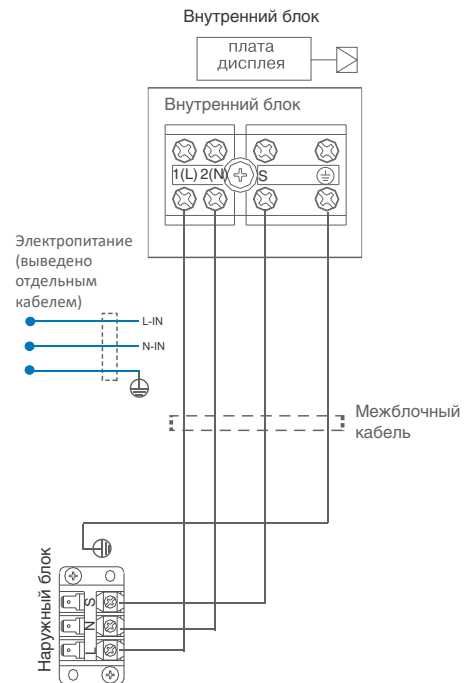 Внутренний блок
плата
дисплея
Внутренний блок
1(L) 2(N) S
Электропитание
(выведено
отдельным
кабелем)
L-IN
N-IN
Межблочный
кабель
Наружный блок
S
N
L